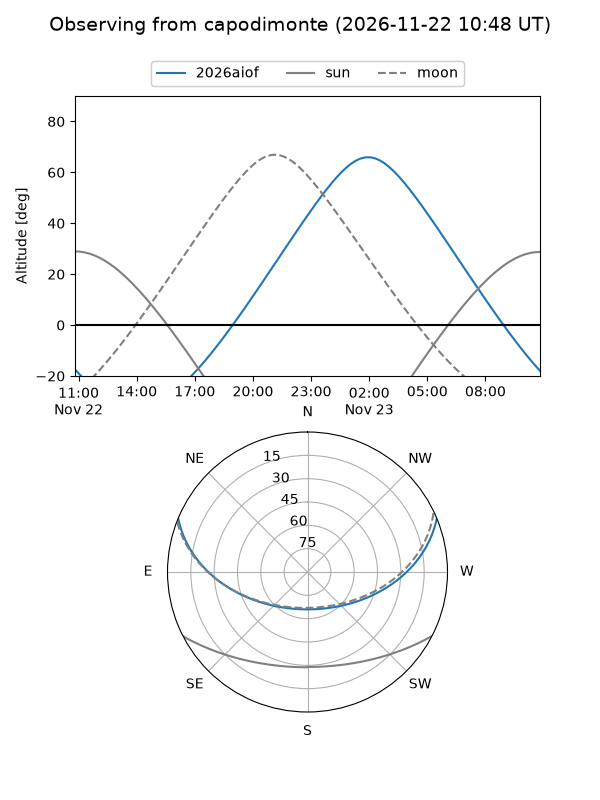 Observing from capodimonte (2026-11-22 10:48 UT)
2026aiof sun moon
Altitude [deg]
80
60
40
20
0
−20
11:00 14:00 17:00 20:00 23:00 02:00 05:00 08:00
Nov 22 Nov 23
N
NE NW
15
30
45
60
75
E W
SE SW
S